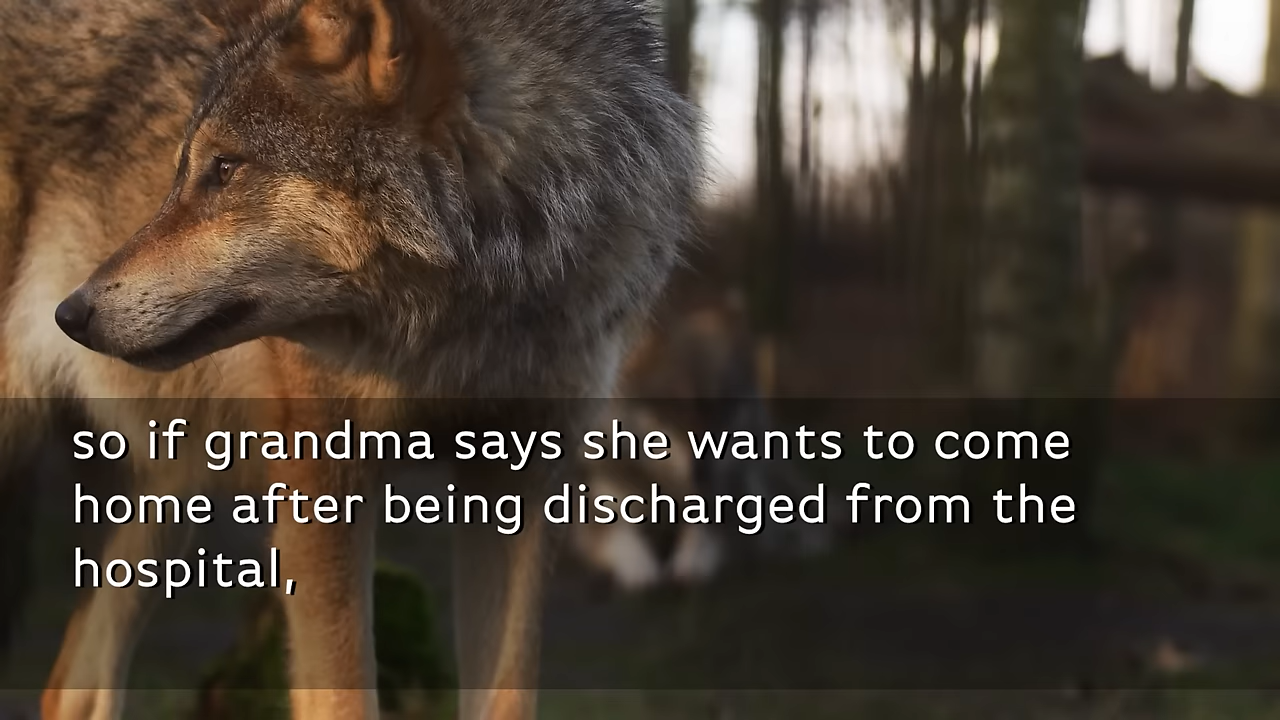 so if grandma says she wants to come
home after being discharged from the
hospital,